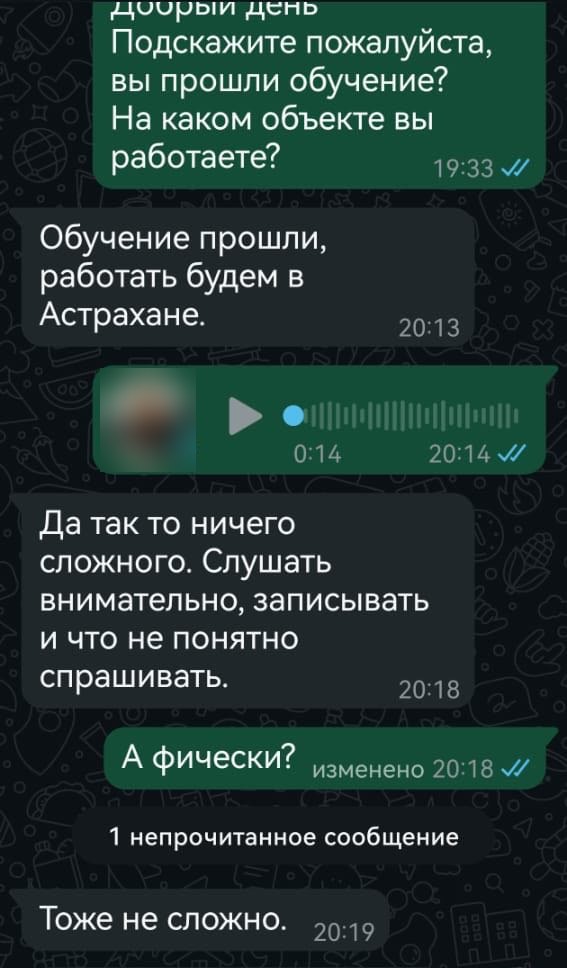 Добрый день
Подскажите пожалуйста,
вы прошли обучение?
На каком объекте вы
работаете?
19:33
Обучение прошли,
работать будем в
Астрахане.
20:13
0:14
20:14
Да так то ничего
сложного. Слушать
внимательно, записывать
и что не понятно
спрашивать.
20:18
А фически?
изменено 20:18
1 непрочитанное сообщение
Тоже не сложно.
20:19